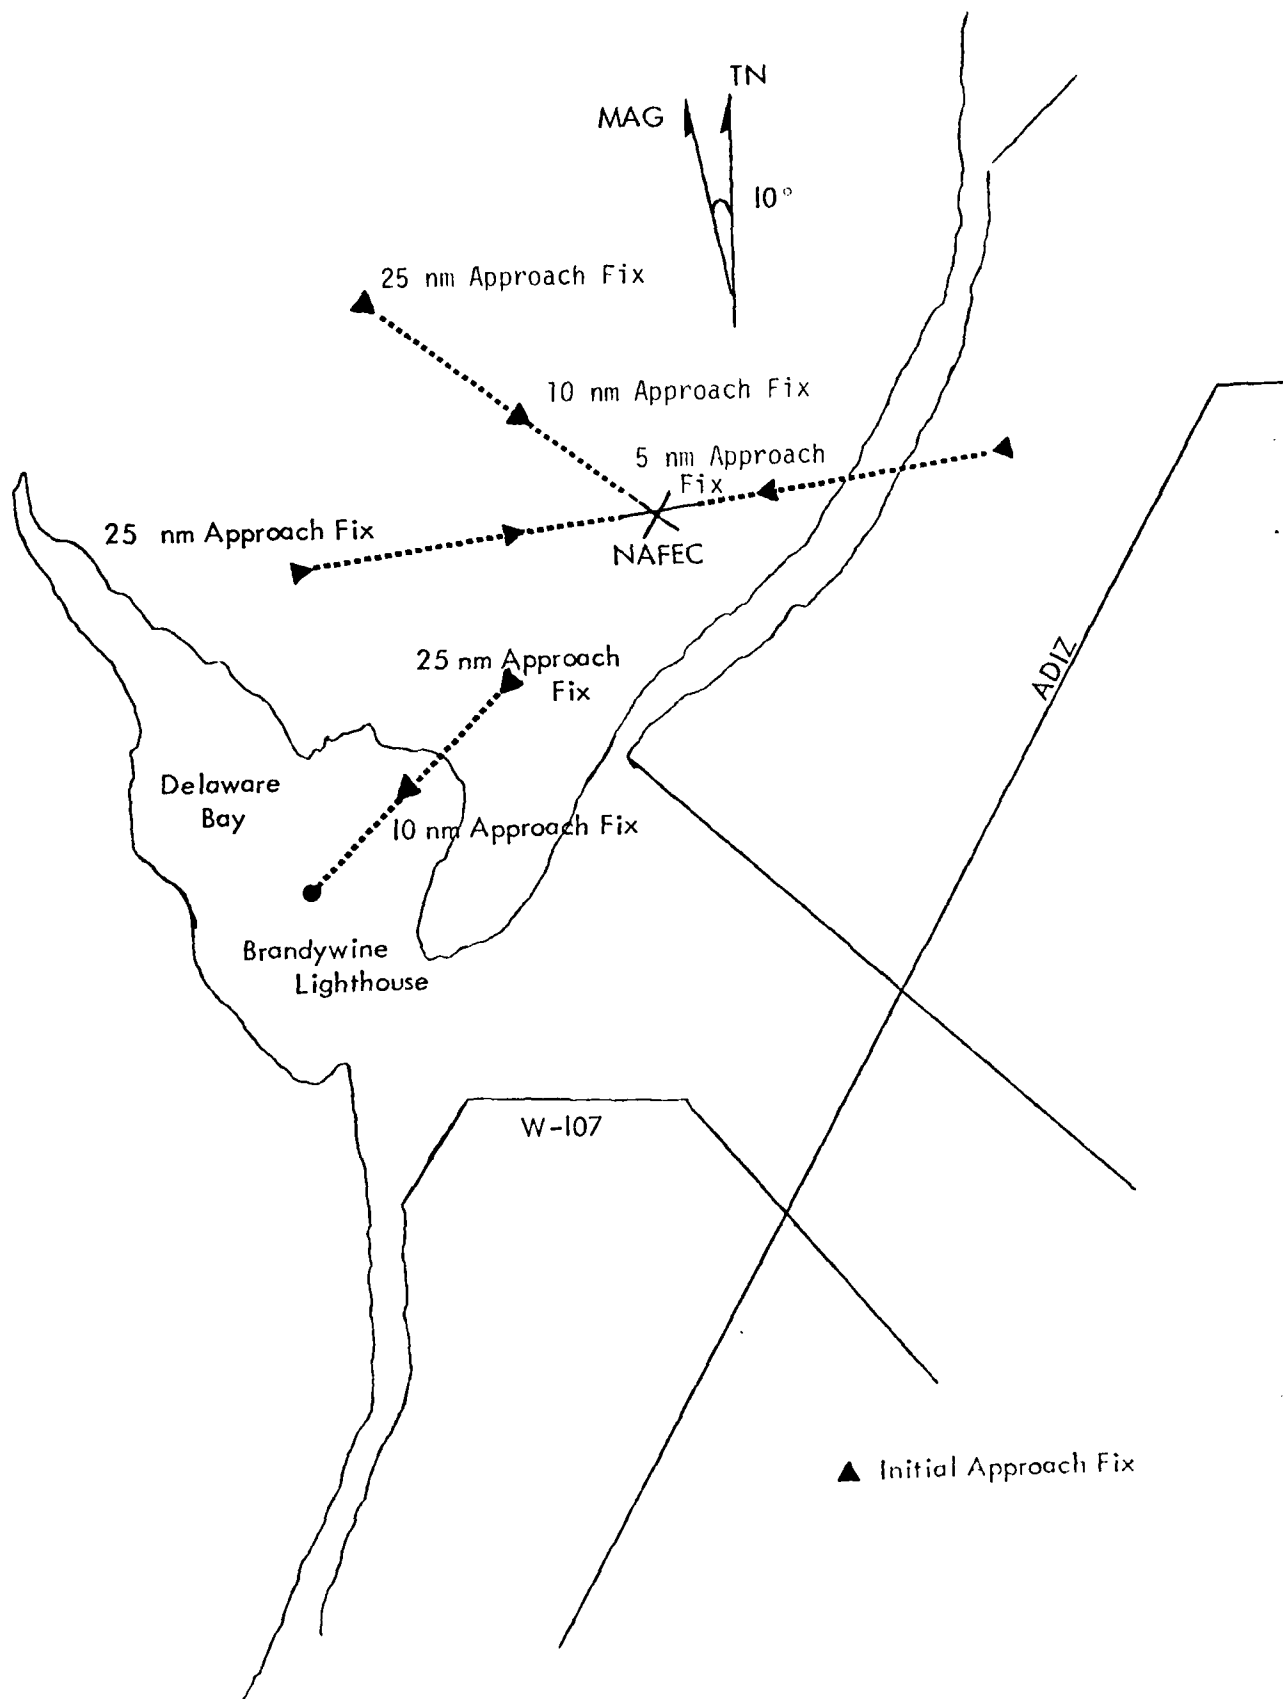 TN
MAG
10°
25 nm Approach Fix
10 nm Approach Fix
5 nm Approach
Fix
25 nm Approach Fix
NAFEC
25 nm Approach
Fix
ADIZ
Delaware
Bay
10 nm Approach Fix
Brandywine
Lighthouse
W-107
Initial Approach Fix